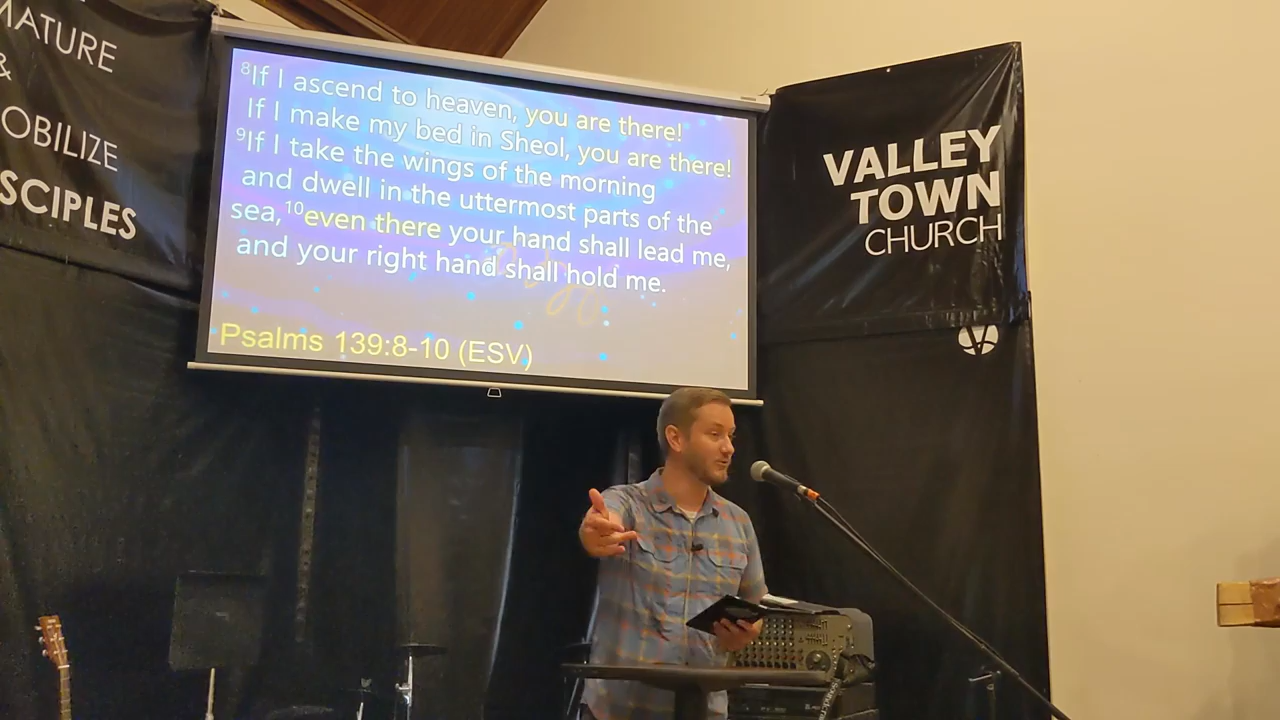 MATURE
&
OBILIZE
SCIPLES
8If I ascend to heaven, you are there!
If I make my bed in Sheol, you are there!
9If I take the wings of the morning
and dwell in the uttermost parts of the
sea,10even there your hand shall lead me,
and your right hand shall hold me.
Psalms 139:8-10 (ESV)
VALLEY
TOWN
CHURCH